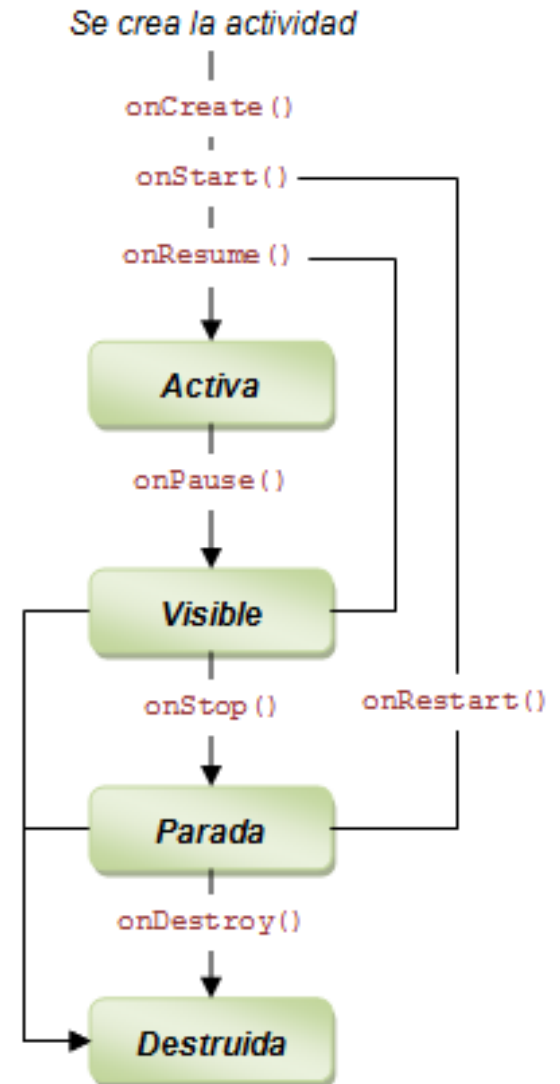 Se crea la actividad
onCreate()
onStart()
onResume()
Activa
onPause()
Visible
onStop()
onRestart()
Parada
onDestroy()
Destruida